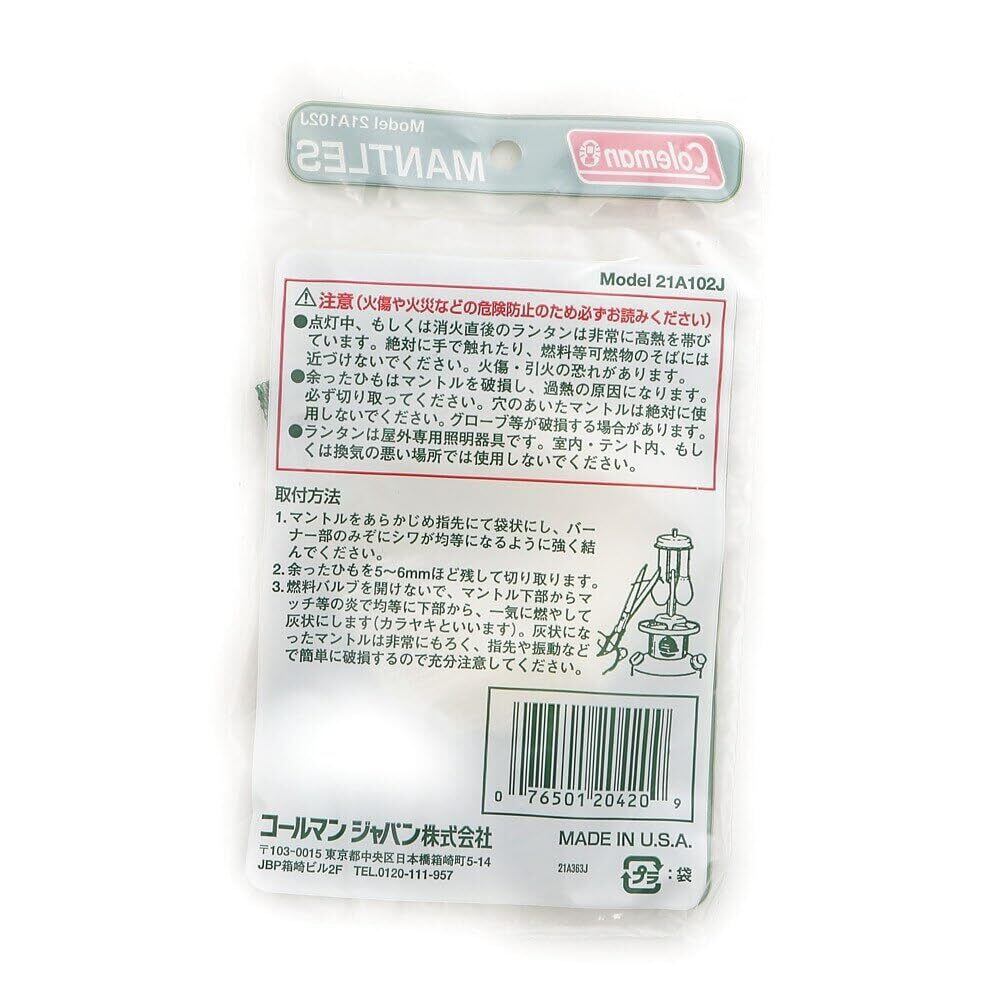 Model 21A102J
MANTLES
Coleman
Model 21A102J
⚠注意(火傷や火災などの危険防止のため必ずお読みください)
●点灯中、もしくは消火直後のランタンは非常に高熱を帯び
ています。絶対に手で触れたり、燃料等可燃物のそばには
近づけないでください。火傷・引火の恐れがあります。
●余ったひもはマントルを破損し、過熱の原因になります。
必ず切り取ってください。穴のあいたマントルは絶対に使
用しないでください。グローブ等が破損する場合があります。
●ランタンは屋外専用照明器具です。室内・テント内、もし
くは換気の悪い場所では使用しないでください。
取付方法
1.マントルをあらかじめ指先にて袋状にし、バー
ナー部のみぞにシワが均等になるように強く結
んでください。
2.余ったひもを5〜6mmほど残して切り取ります。
3.燃料バルブを開けないで、マントル下部からマ
ッチ等の炎で均等に下部から、一気に燃やして
灰状にします(カラヤキといいます)。灰状にな
ったマントルは非常にもろく、指先や振動など
で簡単に破損するので充分注意してください。
0 76501 20420 9
コールマン ジャパン株式会社
〒103-0015 東京都中央区日本橋箱崎町5-14
JBP箱崎ビル2F TEL.0120-111-957
MADE IN U.S.A.
21A363J
プラ:袋